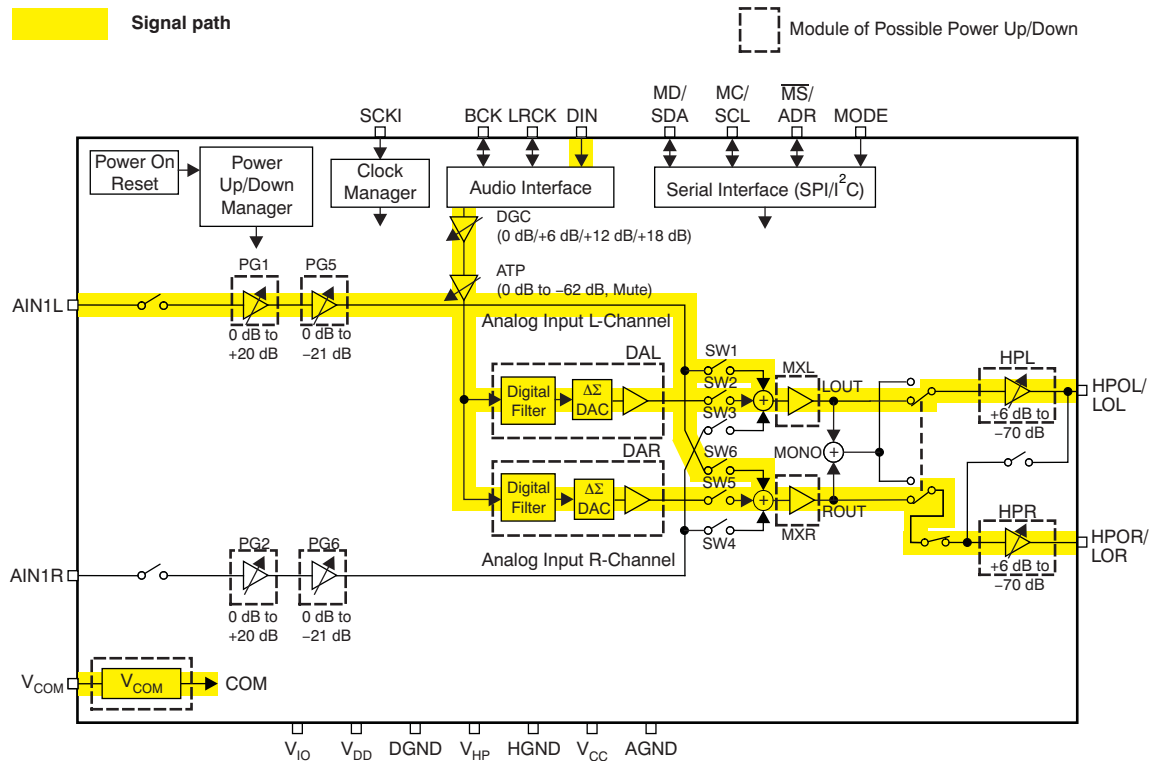 Signal path
Module of Possible Power Up/Down
MD/
SDA
MC/
SCL
MS/
ADR
MODE
SCKI
BCK
LRCK
DIN
Power On
Reset
Power
Up/Down
Manager
Clock
Manager
Audio Interface
Serial Interface (SPI/I²C)
DGC
(0 dB/+6 dB/+12 dB/+18 dB)
ATP
(0 dB to −62 dB, Mute)
PG1
PG5
AIN1L
0 dB to
+20 dB
0 dB to
−21 dB
Analog Input L-Channel
DAL
Digital
Filter
ΔΣ
DAC
SW1
SW2
SW3
MXL
LOUT
HPL
+6 dB to
−70 dB
HPOL/
LOL
MONO
DAR
Digital
Filter
ΔΣ
DAC
SW6
SW5
SW4
MXR
ROUT
HPR
+6 dB to
−70 dB
HPOR/
LOR
Analog Input R-Channel
PG2
PG6
AIN1R
0 dB to
+20 dB
0 dB to
−21 dB
VCOM
VCOM
COM
VIO
VDD
DGND
VHP
HGND
VCC
AGND